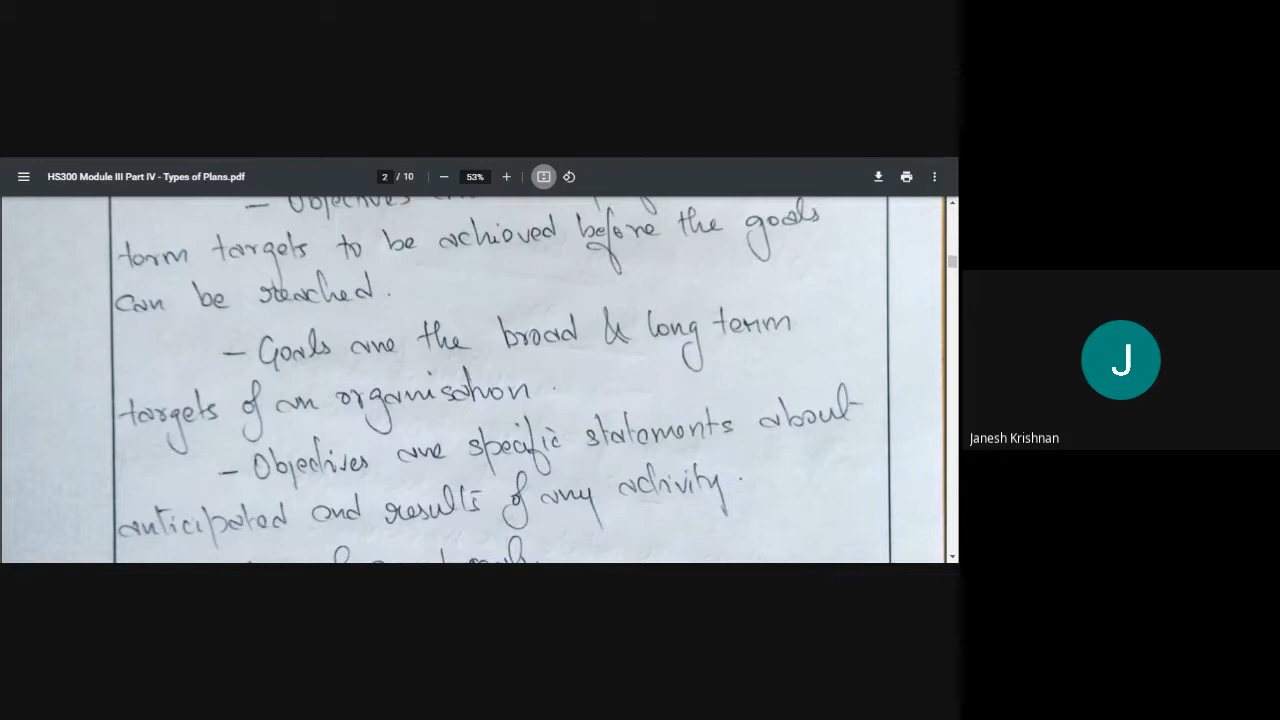 HS300 Module III Part IV - Types of Plans.pdf
2 / 10
53%
- Objectives
term targets to be achieved before the goals
can be reached.
- Goals are the broad & long term
targets of an organisation.
- Objectives are specific statements about
anticipated and results of any activity.
J
Janesh Krishnan